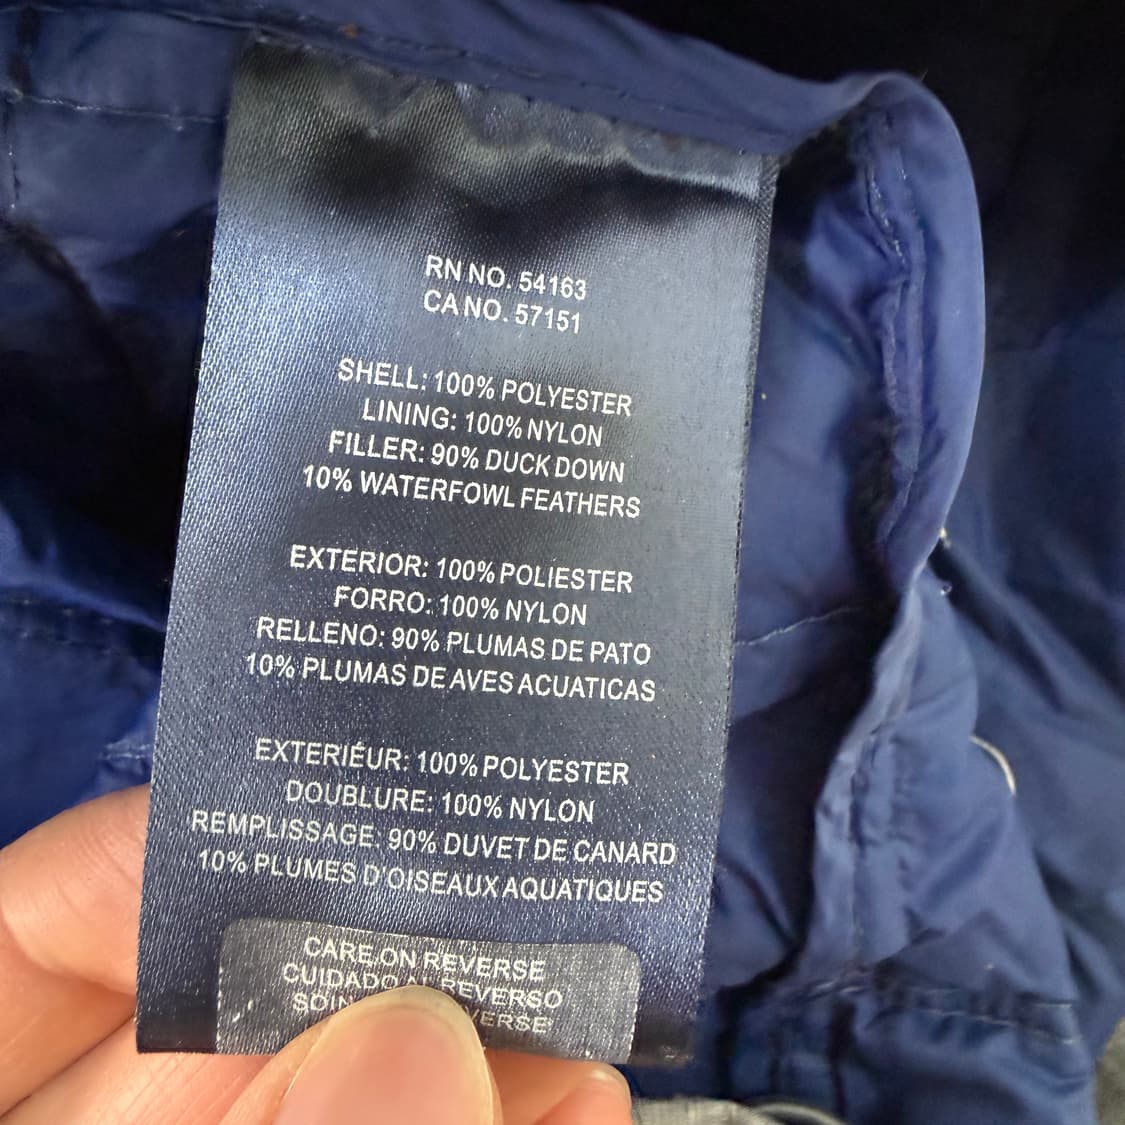 RN NO. 54163
CA NO. 57151
SHELL: 100% POLYESTER
LINING: 100% NYLON
FILLER: 90% DUCK DOWN
10% WATERFOWL FEATHERS
EXTERIOR: 100% POLIESTER
FORRO: 100% NYLON
RELLENO: 90% PLUMAS DE PATO
10% PLUMAS DE AVES ACUATICAS
EXTERIÉUR: 100% POLYESTER
DOUBLURE: 100% NYLON
REMPLISSAGE: 90% DUVET DE CANARD
10% PLUMES D'OISEAUX AQUATIQUES
CARE ON REVERSE
CUIDADO REVERSO